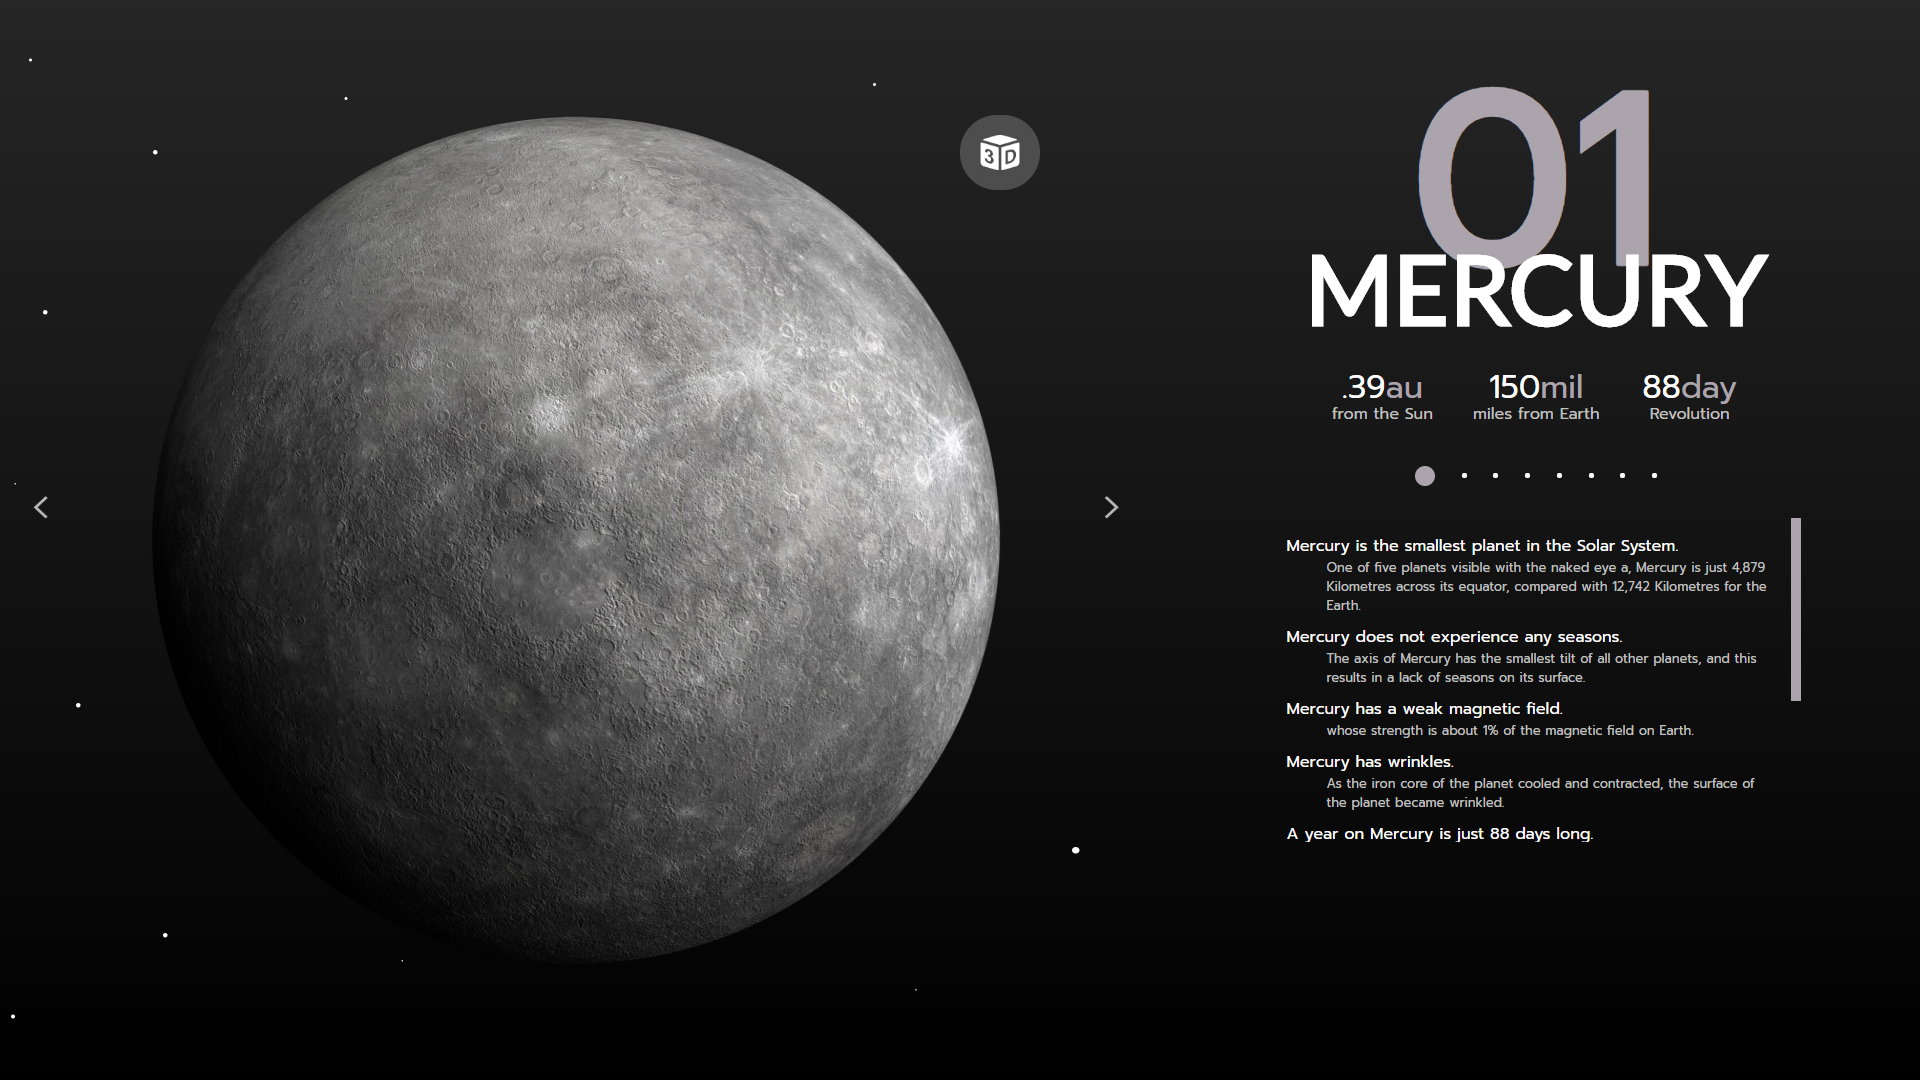 3D
01
MERCURY
.39au 150mil 88day
from the Sun miles from Earth Revolution
Mercury is the smallest planet in the Solar System.
One of five planets visible with the naked eye a, Mercury is just 4,879
Kilometres across its equator, compared with 12,742 Kilometres for the
Earth.
Mercury does not experience any seasons.
The axis of Mercury has the smallest tilt of all other planets, and this
results in a lack of seasons on its surface.
Mercury has a weak magnetic field.
whose strength is about 1% of the magnetic field on Earth.
Mercury has wrinkles.
As the iron core of the planet cooled and contracted, the surface of
the planet became wrinkled.
A year on Mercury is just 88 days long.